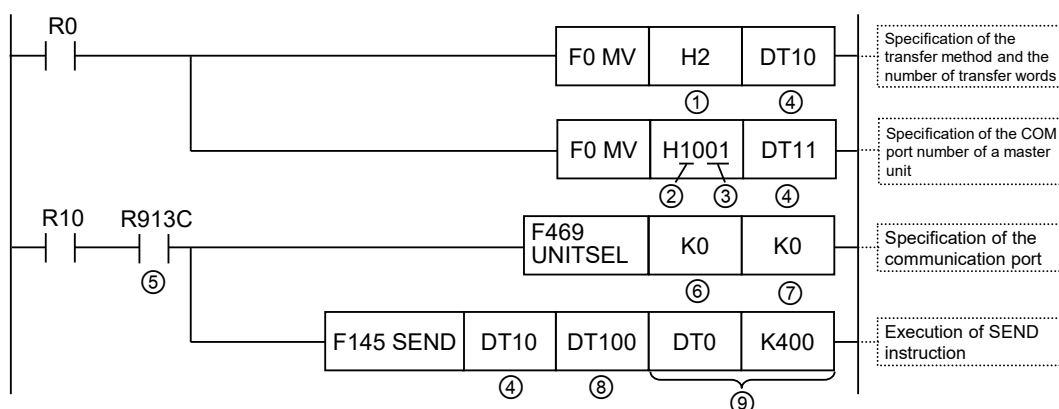 R0
F0 MV H2 DT10
① ④
Specification of the
transfer method and the
number of transfer words
F0 MV H1001 DT11
② ③ ④
Specification of the COM
port number of a master
unit
R10 R913C
⑤
F469
UNITSEL K0 K0
⑥ ⑦
Specification of the
communication port
F145 SEND DT10 DT100 DT0 K400
④ ⑧ ⑨
Execution of SEND
instruction